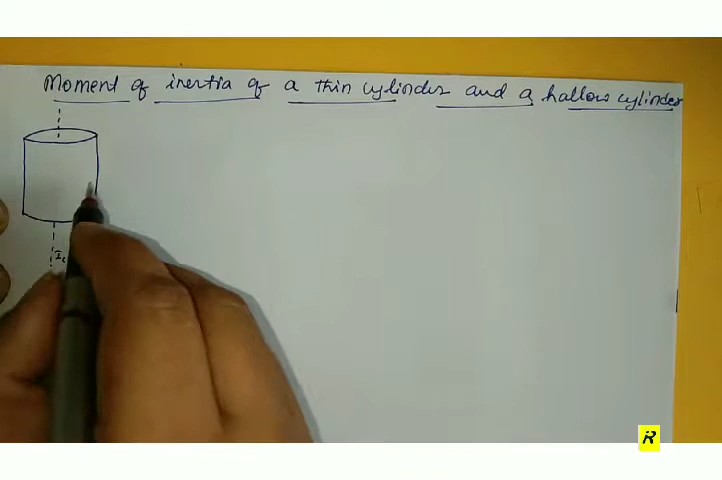 Moment of inertia of a thin cylinder and a hallow cylinder
I
R